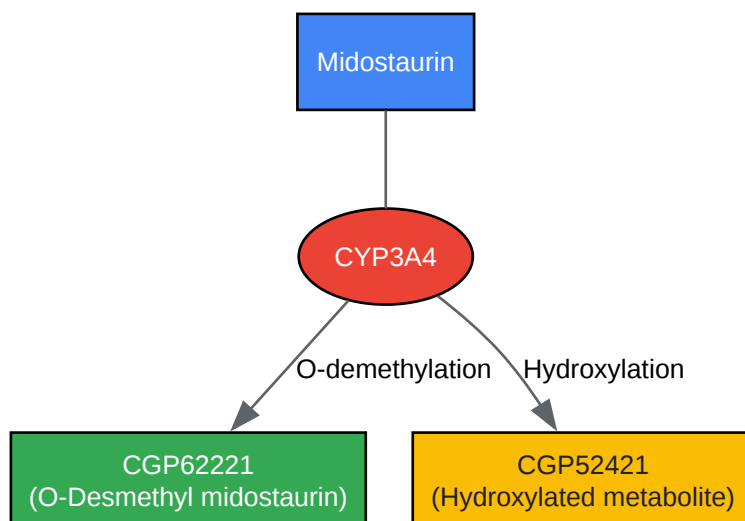 Midostaurin
CYP3A4
O-demethylation
Hydroxylation
CGP62221
(O-Desmethyl midostaurin)
CGP52421
(Hydroxylated metabolite)